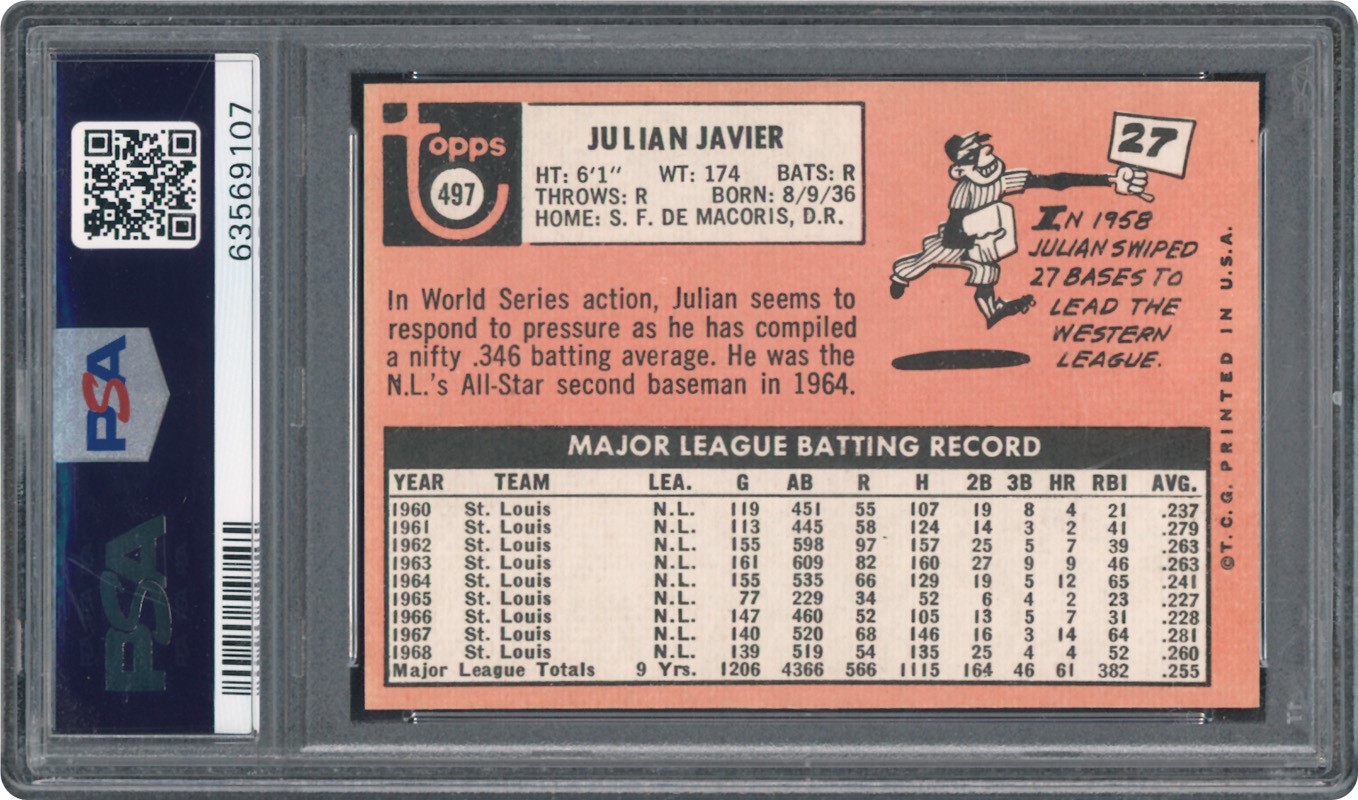 63569107
PSA
PSA
topps
497
JULIAN JAVIER
HT: 6'1" WT: 174 BATS: R
THROWS: R BORN: 8/9/36
HOME: S. F. DE MACORIS, D.R.
27
IN 1958
JULIAN SWIPED
27 BASES TO
LEAD THE
WESTERN
LEAGUE.
In World Series action, Julian seems to
respond to pressure as he has compiled
a nifty .346 batting average. He was the
N.L.'s All-Star second baseman in 1964.
MAJOR LEAGUE BATTING RECORD
YEAR TEAM LEA. G AB R H 2B 3B HR RBI AVG.
1960 St. Louis N.L. 119 451 55 107 19 8 4 21 .237
1961 St. Louis N.L. 113 445 58 124 14 3 2 41 .279
1962 St. Louis N.L. 155 598 97 157 25 5 7 39 .263
1963 St. Louis N.L. 161 609 82 160 27 9 9 46 .263
1964 St. Louis N.L. 155 535 66 129 19 5 12 65 .241
1965 St. Louis N.L. 77 229 34 52 6 4 2 23 .227
1966 St. Louis N.L. 147 460 52 105 13 5 7 31 .228
1967 St. Louis N.L. 140 520 68 146 16 3 14 64 .281
1968 St. Louis N.L. 139 519 54 135 25 4 4 52 .260
Major League Totals 9 Yrs. 1206 4366 566 1115 164 46 61 382 .255
©T. C. G. PRINTED IN U.S.A.